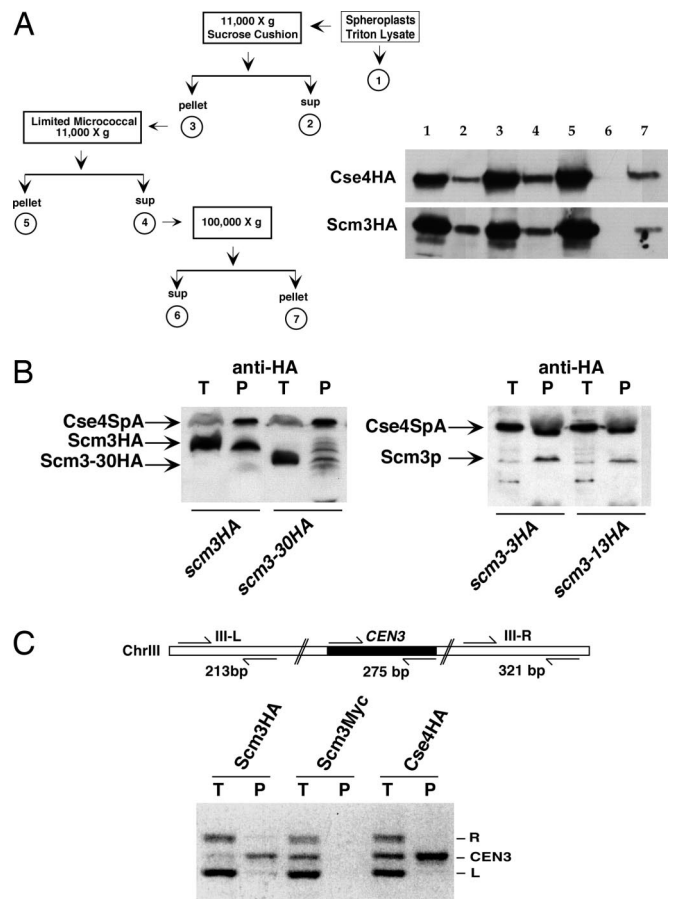 A
11,000 X g
Sucrose Cushion
Spheroplasts
Triton Lysate
1
pellet
sup
3
2
Limited Micrococcal
11,000 X g
pellet
sup
5
4
100,000 X g
sup
pellet
6
7
1 2 3 4 5 6 7
Cse4HA
Scm3HA
B
anti-HA
T P T P
Cse4SpA
Scm3HA
Scm3-30HA
scm3HA
scm3-30HA
anti-HA
T P T P
Cse4SpA
Scm3p
scm3-3HA
scm3-13HA
C
III-L CEN3 III-R
ChrIII
213bp 275 bp 321 bp
Scm3HA
Scm3Myc
Cse4HA
T P T P T P
– R
– CEN3
– L